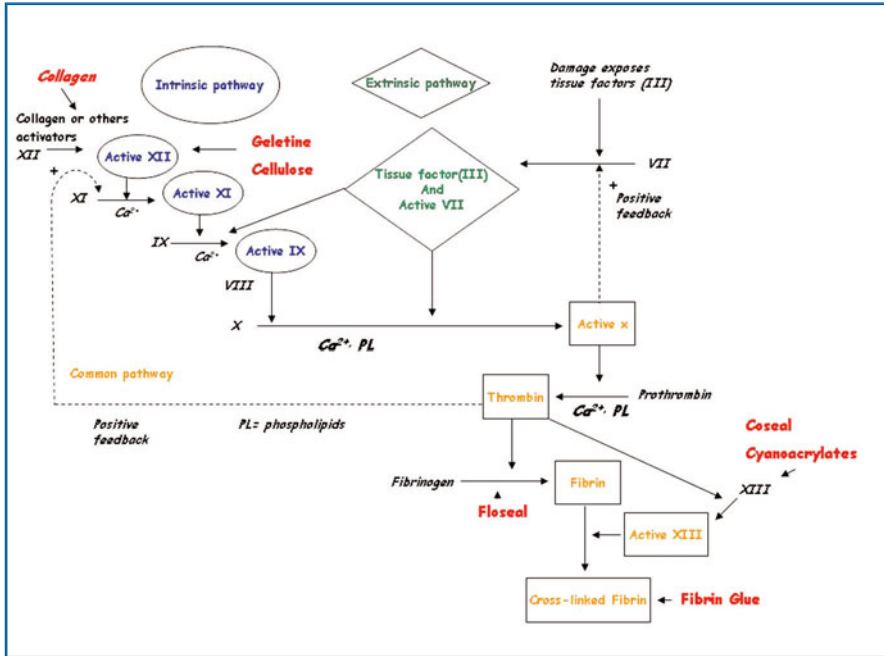 Collagen
Intrinsic pathway
Extrinsic pathway
Damage exposes
tissue factors (III)
Collagen or others
activators
XII
Active XII
Geletine
Cellulose
VII
+
XI
Ca²⁺
Active XI
Tissue factor(III)
And
Active VII
+
Positive
feedback
IX
Ca²⁺
Active IX
VIII
X
Ca²⁺, PL
Active x
Common pathway
Thrombin
Prothrombin
Ca²⁺, PL
Positive
feedback
PL= phospholipids
Coseal
Cyanoacrylates
Fibrinogen
Fibrin
XIII
Floseal
Active XIII
Cross-linked Fibrin
Fibrin Glue